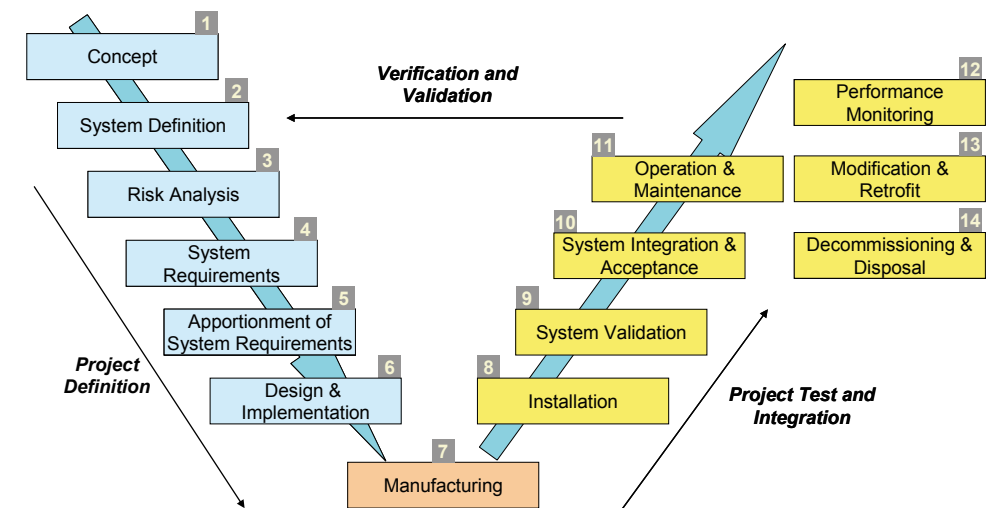 1
Concept
2
System Definition
3
Risk Analysis
4
System
Requirements
5
Apportionment of
System Requirements
6
Design &
Implementation
7
Manufacturing
8
Installation
9
System Validation
10
System Integration &
Acceptance
11
Operation &
Maintenance
12
Performance
Monitoring
13
Modification &
Retrofit
14
Decommissioning &
Disposal
Verification and
Validation
Project
Definition
Project Test and
Integration